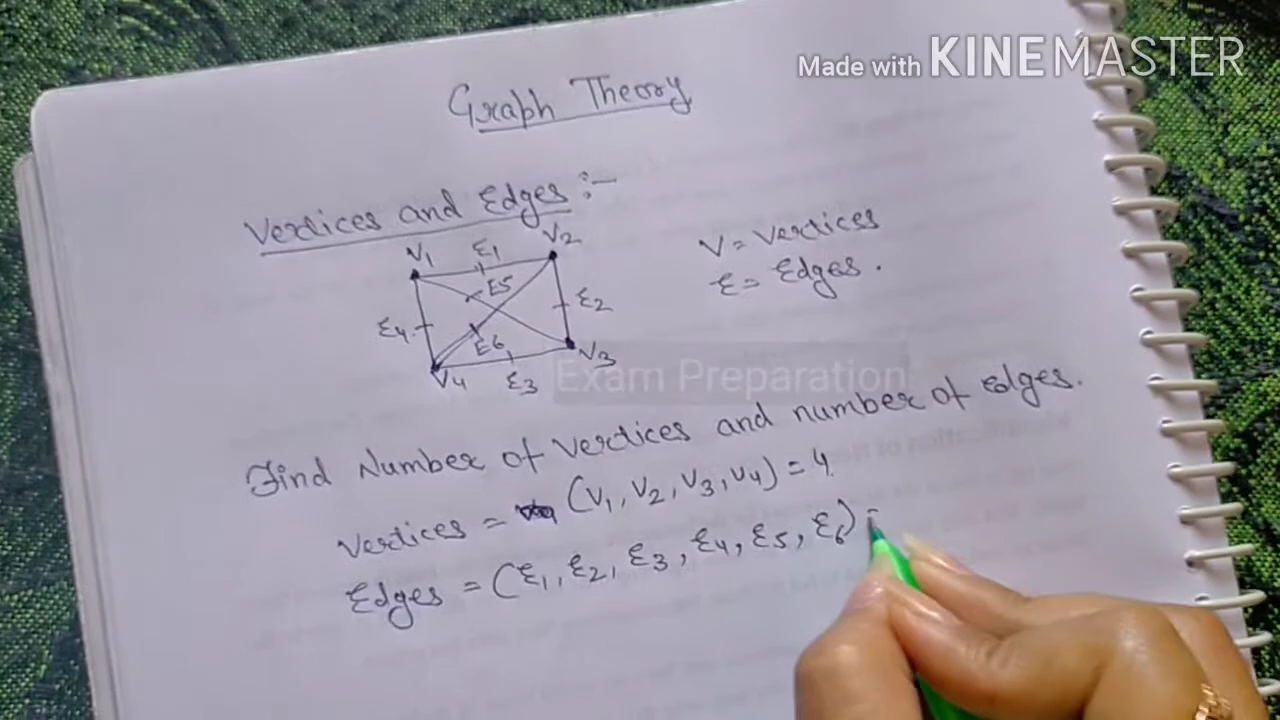 Made with KINEMASTER
Graph Theory
Vertices and Edges :-
V1 E1 V2
V = Vertices
E = Edges.
E5
E4 E2
E6
V4 E3 V3
Exam Preparation
Find Number of Vertices and number of edges.
Vertices = (V1, V2, V3, V4) = 4
Edges = (E1, E2, E3, E4, E5, E6) =